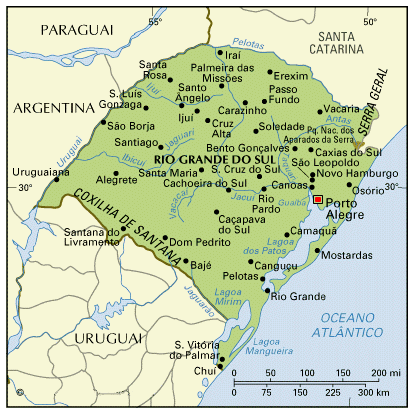 55°
50°
PARAGUAI
SANTA
CATARINA
Pelotas
Iraí
Santa
Rosa
Palmeira das
Missões
Erexim
Passo
Fundo
ARGENTINA
S. Luís
Gonzaga
Santo
Ângelo
Ijuí
Carazinho
Vacaria
Antas
SERRA GERAL
São Borja
Ijuí
Cruz
Alta
Soledade
Pq. Nac. dos
Aparados da Serra
Santiago
Jaguari
Bento Gonçalves
Caxias do Sul
Uruguai
Ibicuí
RIO GRANDE DO SUL
Taquari
São Leopoldo
Uruguaiana
Alegrete
Santa Maria
S. Cruz do Sul
Novo Hamburgo
Cachoeira do Sul
Canoas
Osório
30°
30°
COXILHA DE SANTANA
Vacacaí
Jacuí
Rio
Pardo
Guaíba
Porto
Alegre
Caçapava
do Sul
Santana do
Livramento
Camaquã
Dom Pedrito
Lagoa
dos Patos
Mostardas
Bajé
Canguçu
Pelotas
Jaguarão
Lagoa
Mirim
Rio Grande
OCEANO
ATLÂNTICO
URUGUAI
S. Vitória
do Palmar
Lagoa
Mangueira
Chuí
0 50 100 150 200 mi
0 75 150 225 300 km
©